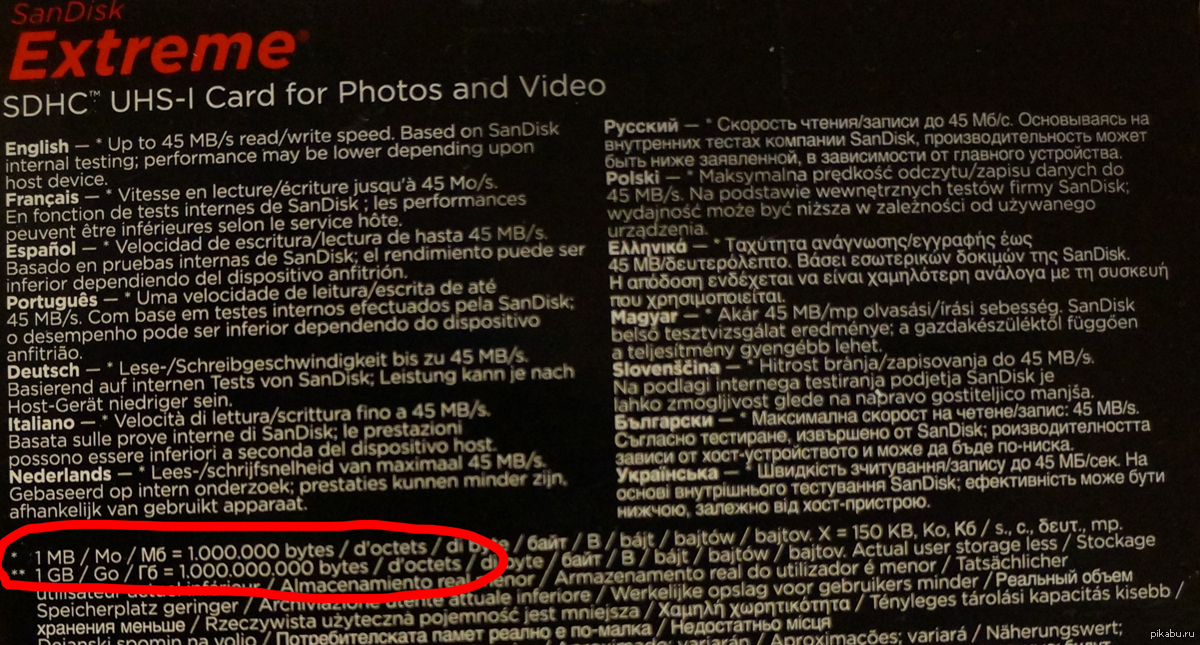 SanDisk
Extreme®
SDHC™ UHS-I Card for Photos and Video
English — * Up to 45 MB/s read/write speed. Based on SanDisk
internal testing; performance may be lower depending upon
host device.
Français — * Vitesse en lecture/écriture jusqu'à 45 Mo/s.
En fonction de tests internes de SanDisk ; les performances
peuvent être inférieures selon le service hôte.
Español — * Velocidad de escritura/lectura de hasta 45 MB/s.
Basado en pruebas internas de SanDisk; el rendimiento puede ser
inferior dependiendo del dispositivo anfitrión.
Português — * Uma velocidade de leitura/escrita de até
45 MB/s. Com base em testes internos efectuados pela SanDisk;
o desempenho pode ser inferior dependendo do dispositivo
anfitrião.
Deutsch — * Lese-/Schreibgeschwindigkeit bis zu 45 MB/s.
Basierend auf internen Tests von SanDisk; Leistung kann je nach
Host-Gerät niedriger sein.
Italiano — * Velocità di lettura/scrittura fino a 45 MB/s.
Basata sulle prove interne di SanDisk; le prestazioni
possono essere inferiori a seconda del dispositivo host.
Nederlands — * Lees-/schrijfsnelheid van maximaal 45 MB/s.
Gebaseerd op intern onderzoek; prestaties kunnen minder zijn,
afhankelijk van gebruikt apparaat.
Русский — * Скорость чтения/записи до 45 Мб/с. Основываясь на
внутренних тестах компании SanDisk, производительность может
быть ниже заявленной, в зависимости от главного устройства.
Polski — * Maksymalna prędkość odczytu/zapisu danych do
45 MB/s. Na podstawie wewnętrznych testów firmy SanDisk;
wydajność może być niższa w zależności od używanego
urządzenia.
Ελληνικά — * Ταχύτητα ανάγνωσης/εγγραφής έως
45 MB/δευτερόλεπτο. Βάσει εσωτερικών δοκιμών της SanDisk.
Η απόδοση ενδέχεται να είναι χαμηλότερη ανάλογα με τη συσκευή
που χρησιμοποιείται.
Magyar — * Akár 45 MB/mp olvasási/írási sebesség. SanDisk
belső tesztvizsgálat eredménye; a gazdakészüléktől függően
a teljesítmény gyengébb lehet.
Slovenščina — * Hitrost branja/zapisovanja do 45 MB/s.
Na podlagi internega testiranja podjetja SanDisk je
lahko zmogljivost glede na napravo gostiteljico manjša.
Български — * Максимална скорост на четене/запис: 45 MB/s.
Съгласно тестиране, извършено от SanDisk; роизводителността
зависи от хост-устройството и може да бъде по-ниска.
Українська — * Швидкість зчитування/запису до 45 МБ/сек. На
основі внутрішнього тестування SanDisk; ефективність може бути
нижчою, залежно від хост-пристрою.
* 1 MB / Mo / Мб = 1.000.000 bytes / d'octets / di byte / байт / B / bájt / bajtów / bajtov. X = 150 KB, Ko, Кб / s., c., δευτ., mp.
** 1 GB / Go / Гб = 1.000.000.000 bytes / d'octets / di byte / байт / B / bájt / bajtów / bajtov. Actual user storage less / Stockage
utilisateur / Almacenamiento real menor / Armazenamento real do utilizador é menor / Tatsächlicher
Speicherplatz geringer / Archiviazione utente attuale inferiore / Werkelijke opslag voor gebruikers minder / Реальный объем
хранения меньше / Rzeczywista użyteczna pojemność jest mniejsza / Χαμηλή χωρητικότητα / Tényleges tárolási kapacitás kisebb /
Dejanski spomin na voljo / Потребителската памет реално е по-малка / Недостатньо місця
Aproximações; variará / Näherungswert;
pikabu.ru